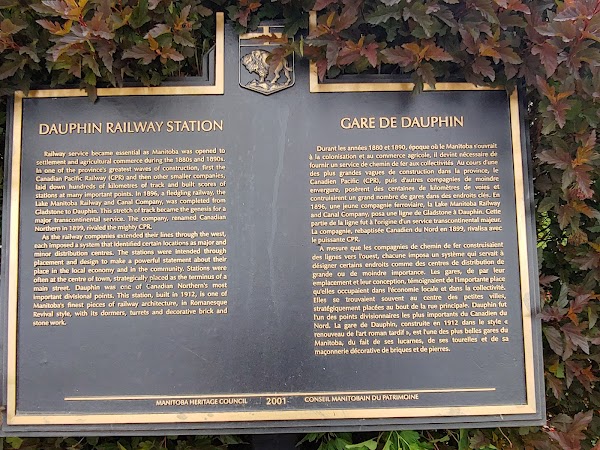 DAUPHIN RAILWAY STATION
Railway service became essential as Manitoba was opened to
settlement and agricultural commerce during the 1880s and 1890s.
In one of the province's greatest waves of construction, first the
Canadian Pacific Railway (CPR) and then other smaller companies,
laid down hundreds of kilometres of track and built scores of
stations at many important points. In 1896, a fledgling railway, the
Lake Manitoba Railway and Canal Company, was completed from
Gladstone to Dauphin. This stretch of track became the genesis for a
major transcontinental service. The company, renamed Canadian
Northern in 1899, rivaled the mighty CPR.
As the railway companies extended their lines through the west,
each imposed a system that identified certain locations as major and
minor distribution centres. The stations were intended through
placement and design to make a powerful statement about their
place in the local economy and in the community. Stations were
often at the centre of town, strategically placed as the terminus of a
main street. Dauphin was one of Canadian Northern's most
important divisional points. This station, built in 1912, is one of
Manitoba's finest pieces of railway architecture, in Romanesque
Revival style, with its dormers, turrets and decorative brick and
stone work.
GARE DE DAUPHIN
Durant les années 1880 et 1890, époque où le Manitoba s'ouvrait
à la colonisation et au commerce agricole, il devint nécessaire de
fournir un service de chemin de fer aux collectivités. Au cours d'une
des plus grandes vagues de construction dans la province, le
Canadien Pacific (CPR), puis d'autres compagnies de moindre
envergure, posèrent des centaines de kilomètres de voies et
contruisirent un grand nombre de gares dans des endroits clés. En
1896, une jeune compagnie ferroviaire, la Lake Manitoba Railway
and Canal Company, posa une ligne de Gladstone à Dauphin. Cette
partie de la ligne fut à l'origine d'un service transcontinental majeur.
La compagnie, rebaptisée Canadien du Nord en 1899, rivalisa avec
le puissante CPR.
A mesure que les compagnies de chemin de fer construisaient
des lignes vers l'ouest, chacune imposa un système qui servait à
désigner certains endroits comme des centres de distribution de
grande ou de moindre importance. Les gares, de par leur
emplacement et leur conception, témoignaient de l'importante place
qu'elles occupaient dans l'économie locale et dans la collectivité.
Elles se trouvaient souvent au centre des petites villes,
stratégiquement placées au bout de la rue principale. Dauphin fut
l'un des points divisionnaires les plus importants du Canadien du
Nord. La gare de Dauphin, construite en 1912 dans le style «
renouveau de l'art roman tardif », est l'une des plus belles gares du
Manitoba, du fait de ses lucarnes, de ses tourelles et de sa
maçonnerie décorative de briques et de pierres.
MANITOBA HERITAGE COUNCIL 2001 CONSEIL MANITOBAIN DU PATRIMOINE